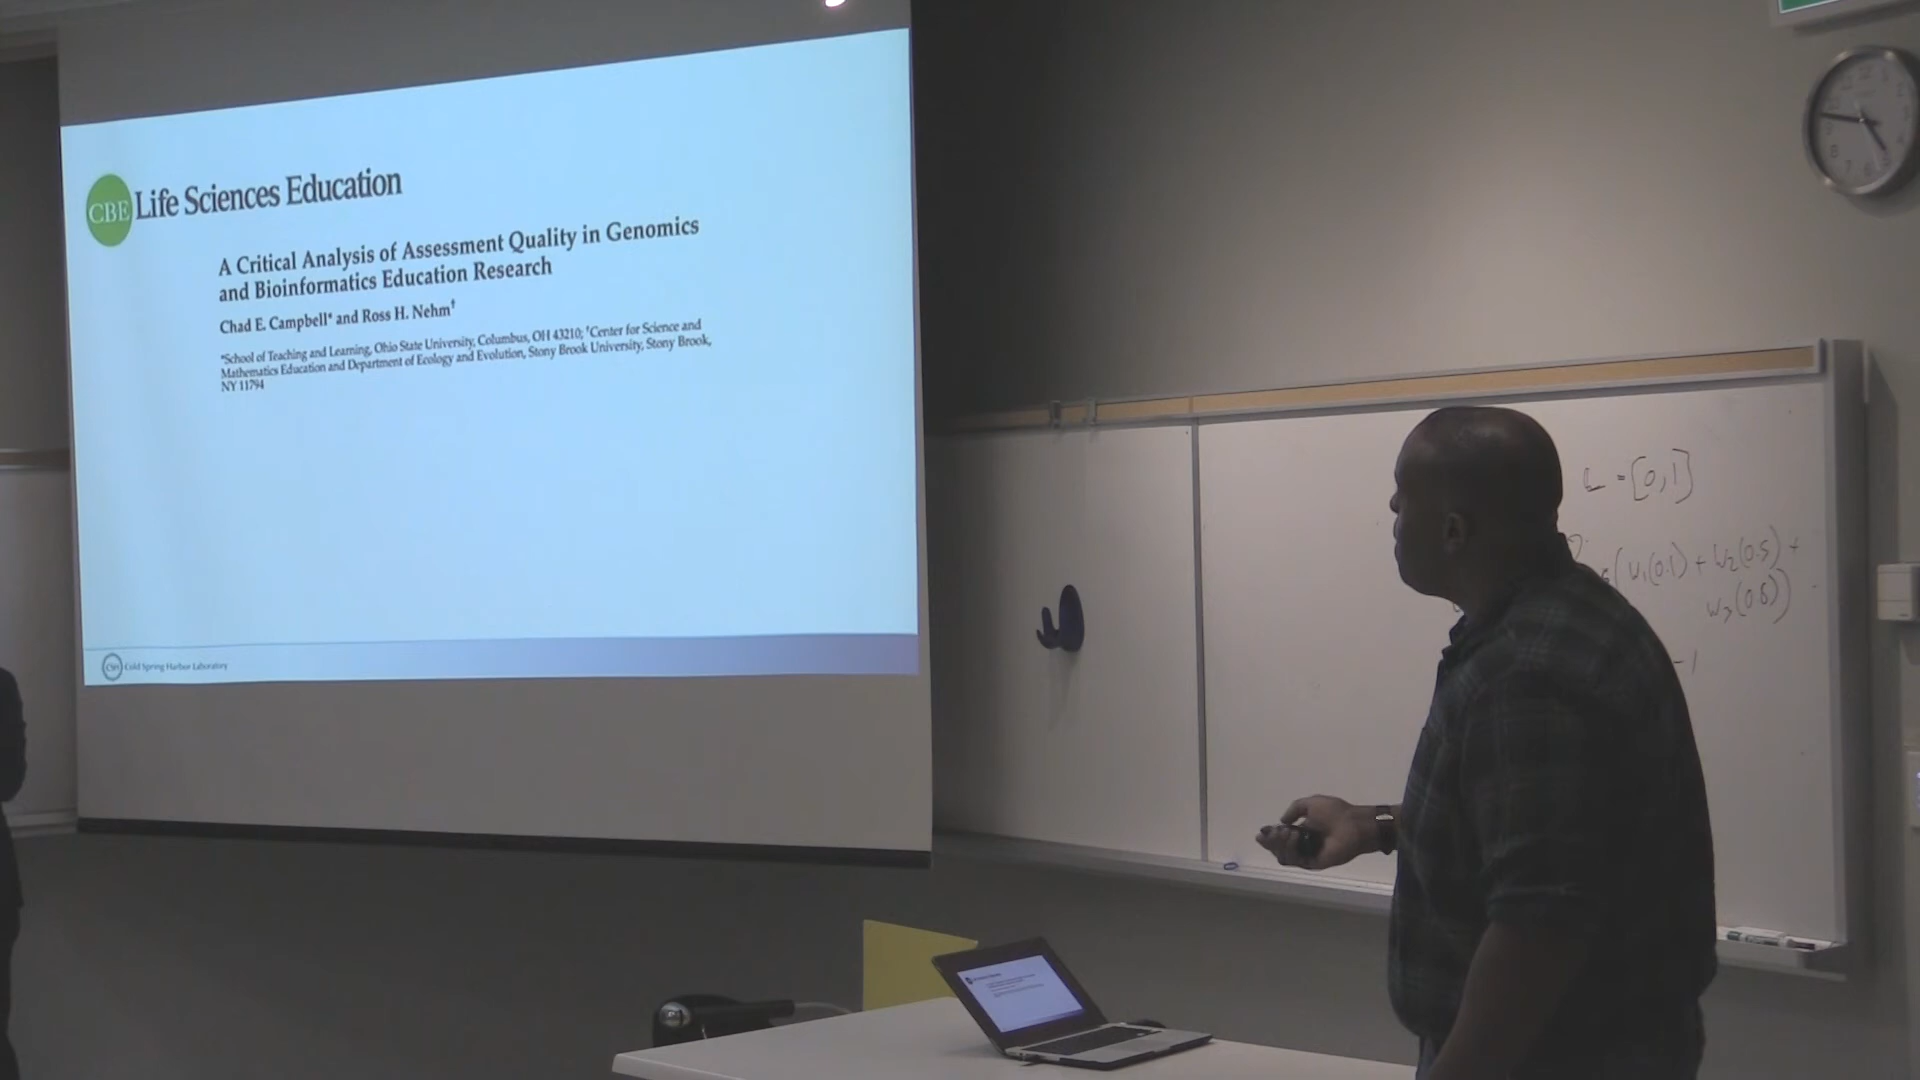 CBE Life Sciences Education
A Critical Analysis of Assessment Quality in Genomics
and Bioinformatics Education Research
Chad E. Campbell* and Ross H. Nehm†
*School of Teaching and Learning, Ohio State University, Columbus, OH 43210; †Center for Science and
Mathematics Education and Department of Ecology and Evolution, Stony Brook University, Stony Brook,
NY 11794
CSH Cold Spring Harbor Laboratory
= [0,1]
(W1(0.1) + W2(0.5) +
W3(0.8))
-1